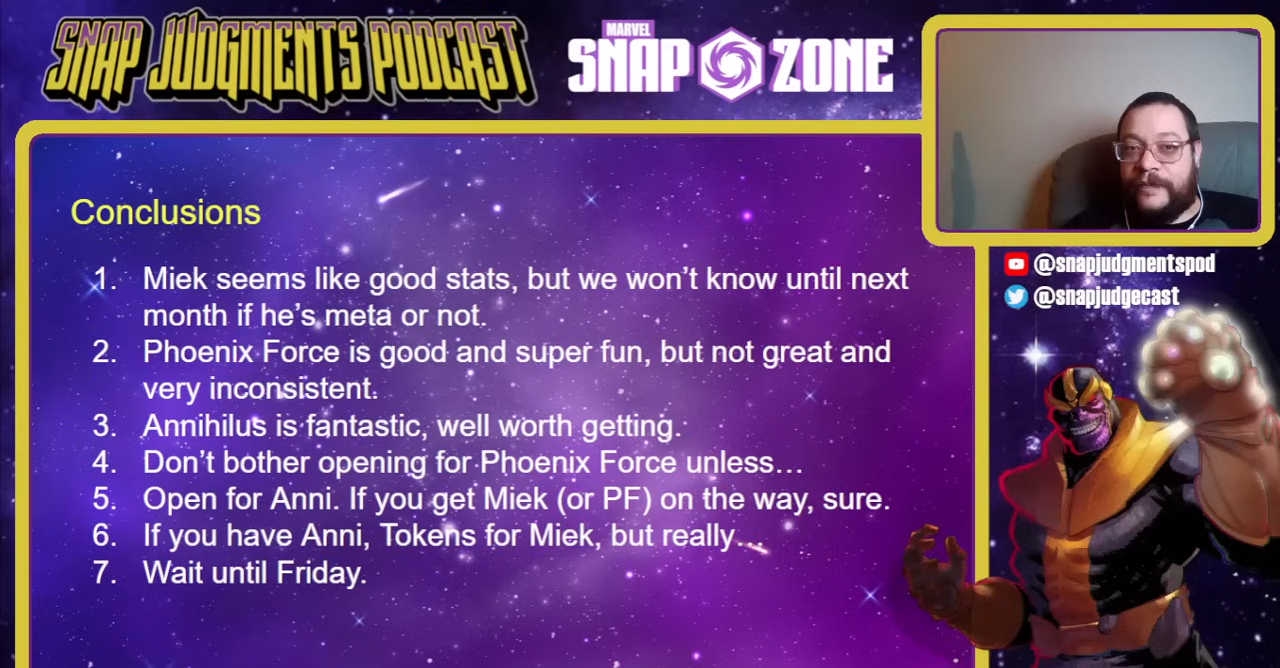 SNAP JUDGMENTS PODCAST
MARVEL
SNAP ZONE
Conclusions
1. Miek seems like good stats, but we won't know until next
month if he's meta or not.
2. Phoenix Force is good and super fun, but not great and
very inconsistent.
3. Annihilus is fantastic, well worth getting.
4. Don't bother opening for Phoenix Force unless…
5. Open for Anni. If you get Miek (or PF) on the way, sure.
6. If you have Anni, Tokens for Miek, but really…
7. Wait until Friday.
@snapjudgmentspod
@snapjudgecast